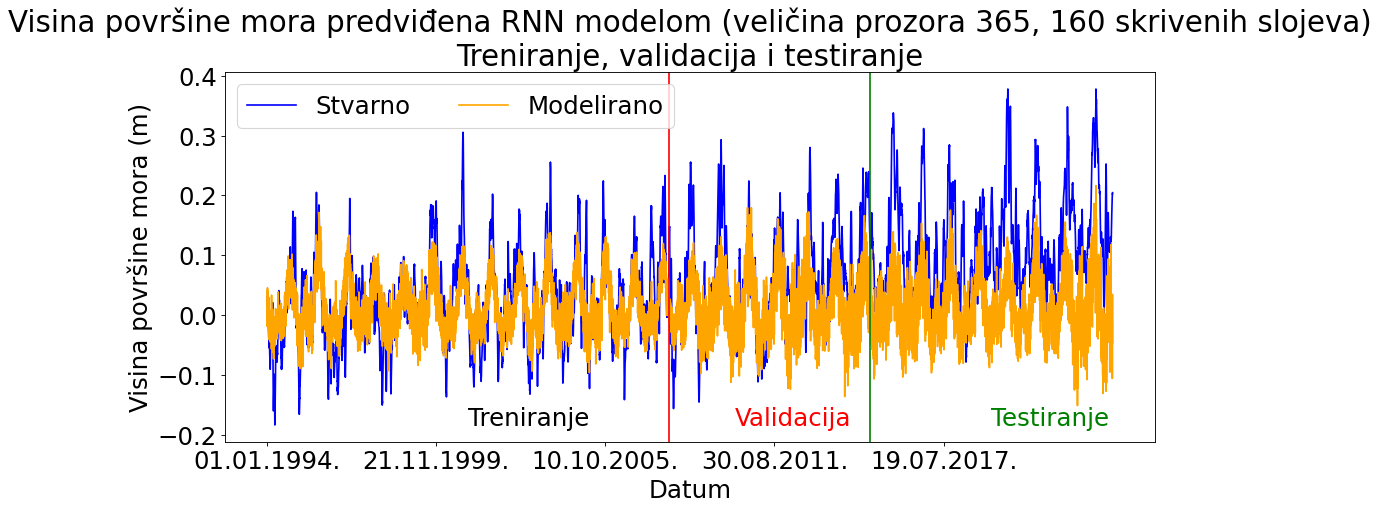 Visina površine mora predviđena RNN modelom (veličina prozora 365, 160 skrivenih slojeva)
Treniranje, validacija i testiranje
Stvarno Modelirano
Visina površine mora (m)
0.4
0.3
0.2
0.1
0.0
−0.1
−0.2
Treniranje Validacija Testiranje
01.01.1994. 21.11.1999. 10.10.2005. 30.08.2011. 19.07.2017.
Datum